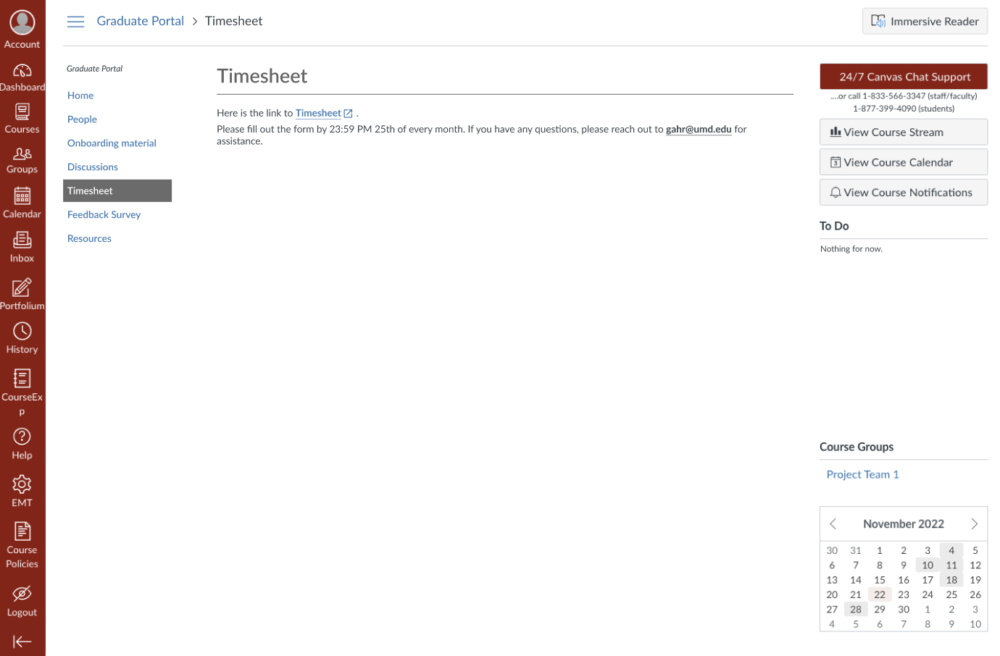 Account
Dashboard
Courses
Groups
Calendar
Inbox
Portfolium
History
CourseEx
p
Help
EMT
Course
Policies
Logout
Graduate Portal > Timesheet
Immersive Reader
Graduate Portal
Home
People
Onboarding material
Discussions
Timesheet
Feedback Survey
Resources
Timesheet
Here is the link to Timesheet .
Please fill out the form by 23:59 PM 25th of every month. If you have any questions, please reach out to gahr@umd.edu for
assistance.
24/7 Canvas Chat Support
....or call 1-833-566-3347 (staff/faculty)
1-877-399-4090 (students)
View Course Stream
3 View Course Calendar
View Course Notifications
To Do
Nothing for now.
Course Groups
Project Team 1
November 2022
30 31 1 2 3 4 5
6 7 8 9 10 11 12
13 14 15 16 17 18 19
20 21 22 23 24 25 26
27 28 29 30 1 2 3
4 5 6 7 8 9 10